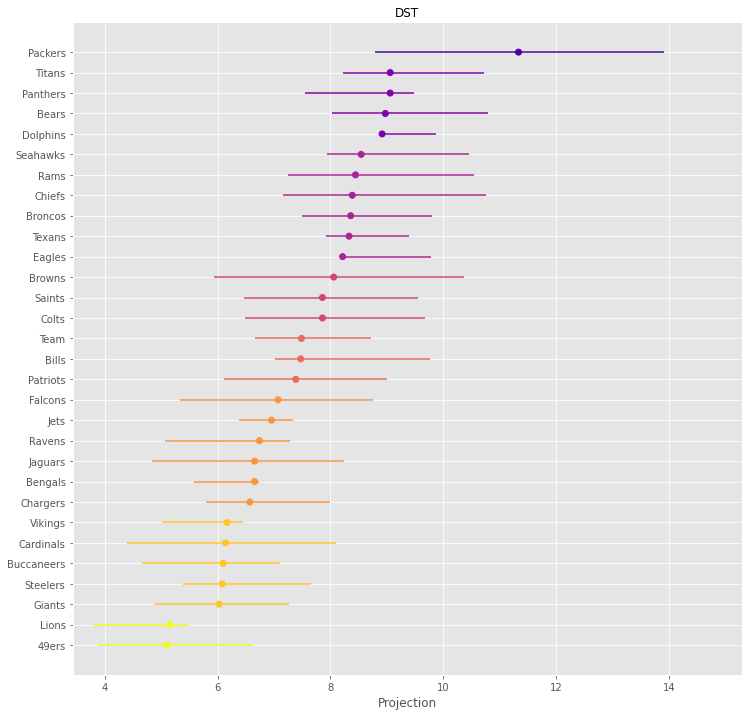 DST
Packers
Titans
Panthers
Bears
Dolphins
Seahawks
Rams
Chiefs
Broncos
Texans
Eagles
Browns
Saints
Colts
Team
Bills
Patriots
Falcons
Jets
Ravens
Jaguars
Bengals
Chargers
Vikings
Cardinals
Buccaneers
Steelers
Giants
Lions
49ers
4 6 8 10 12 14
Projection